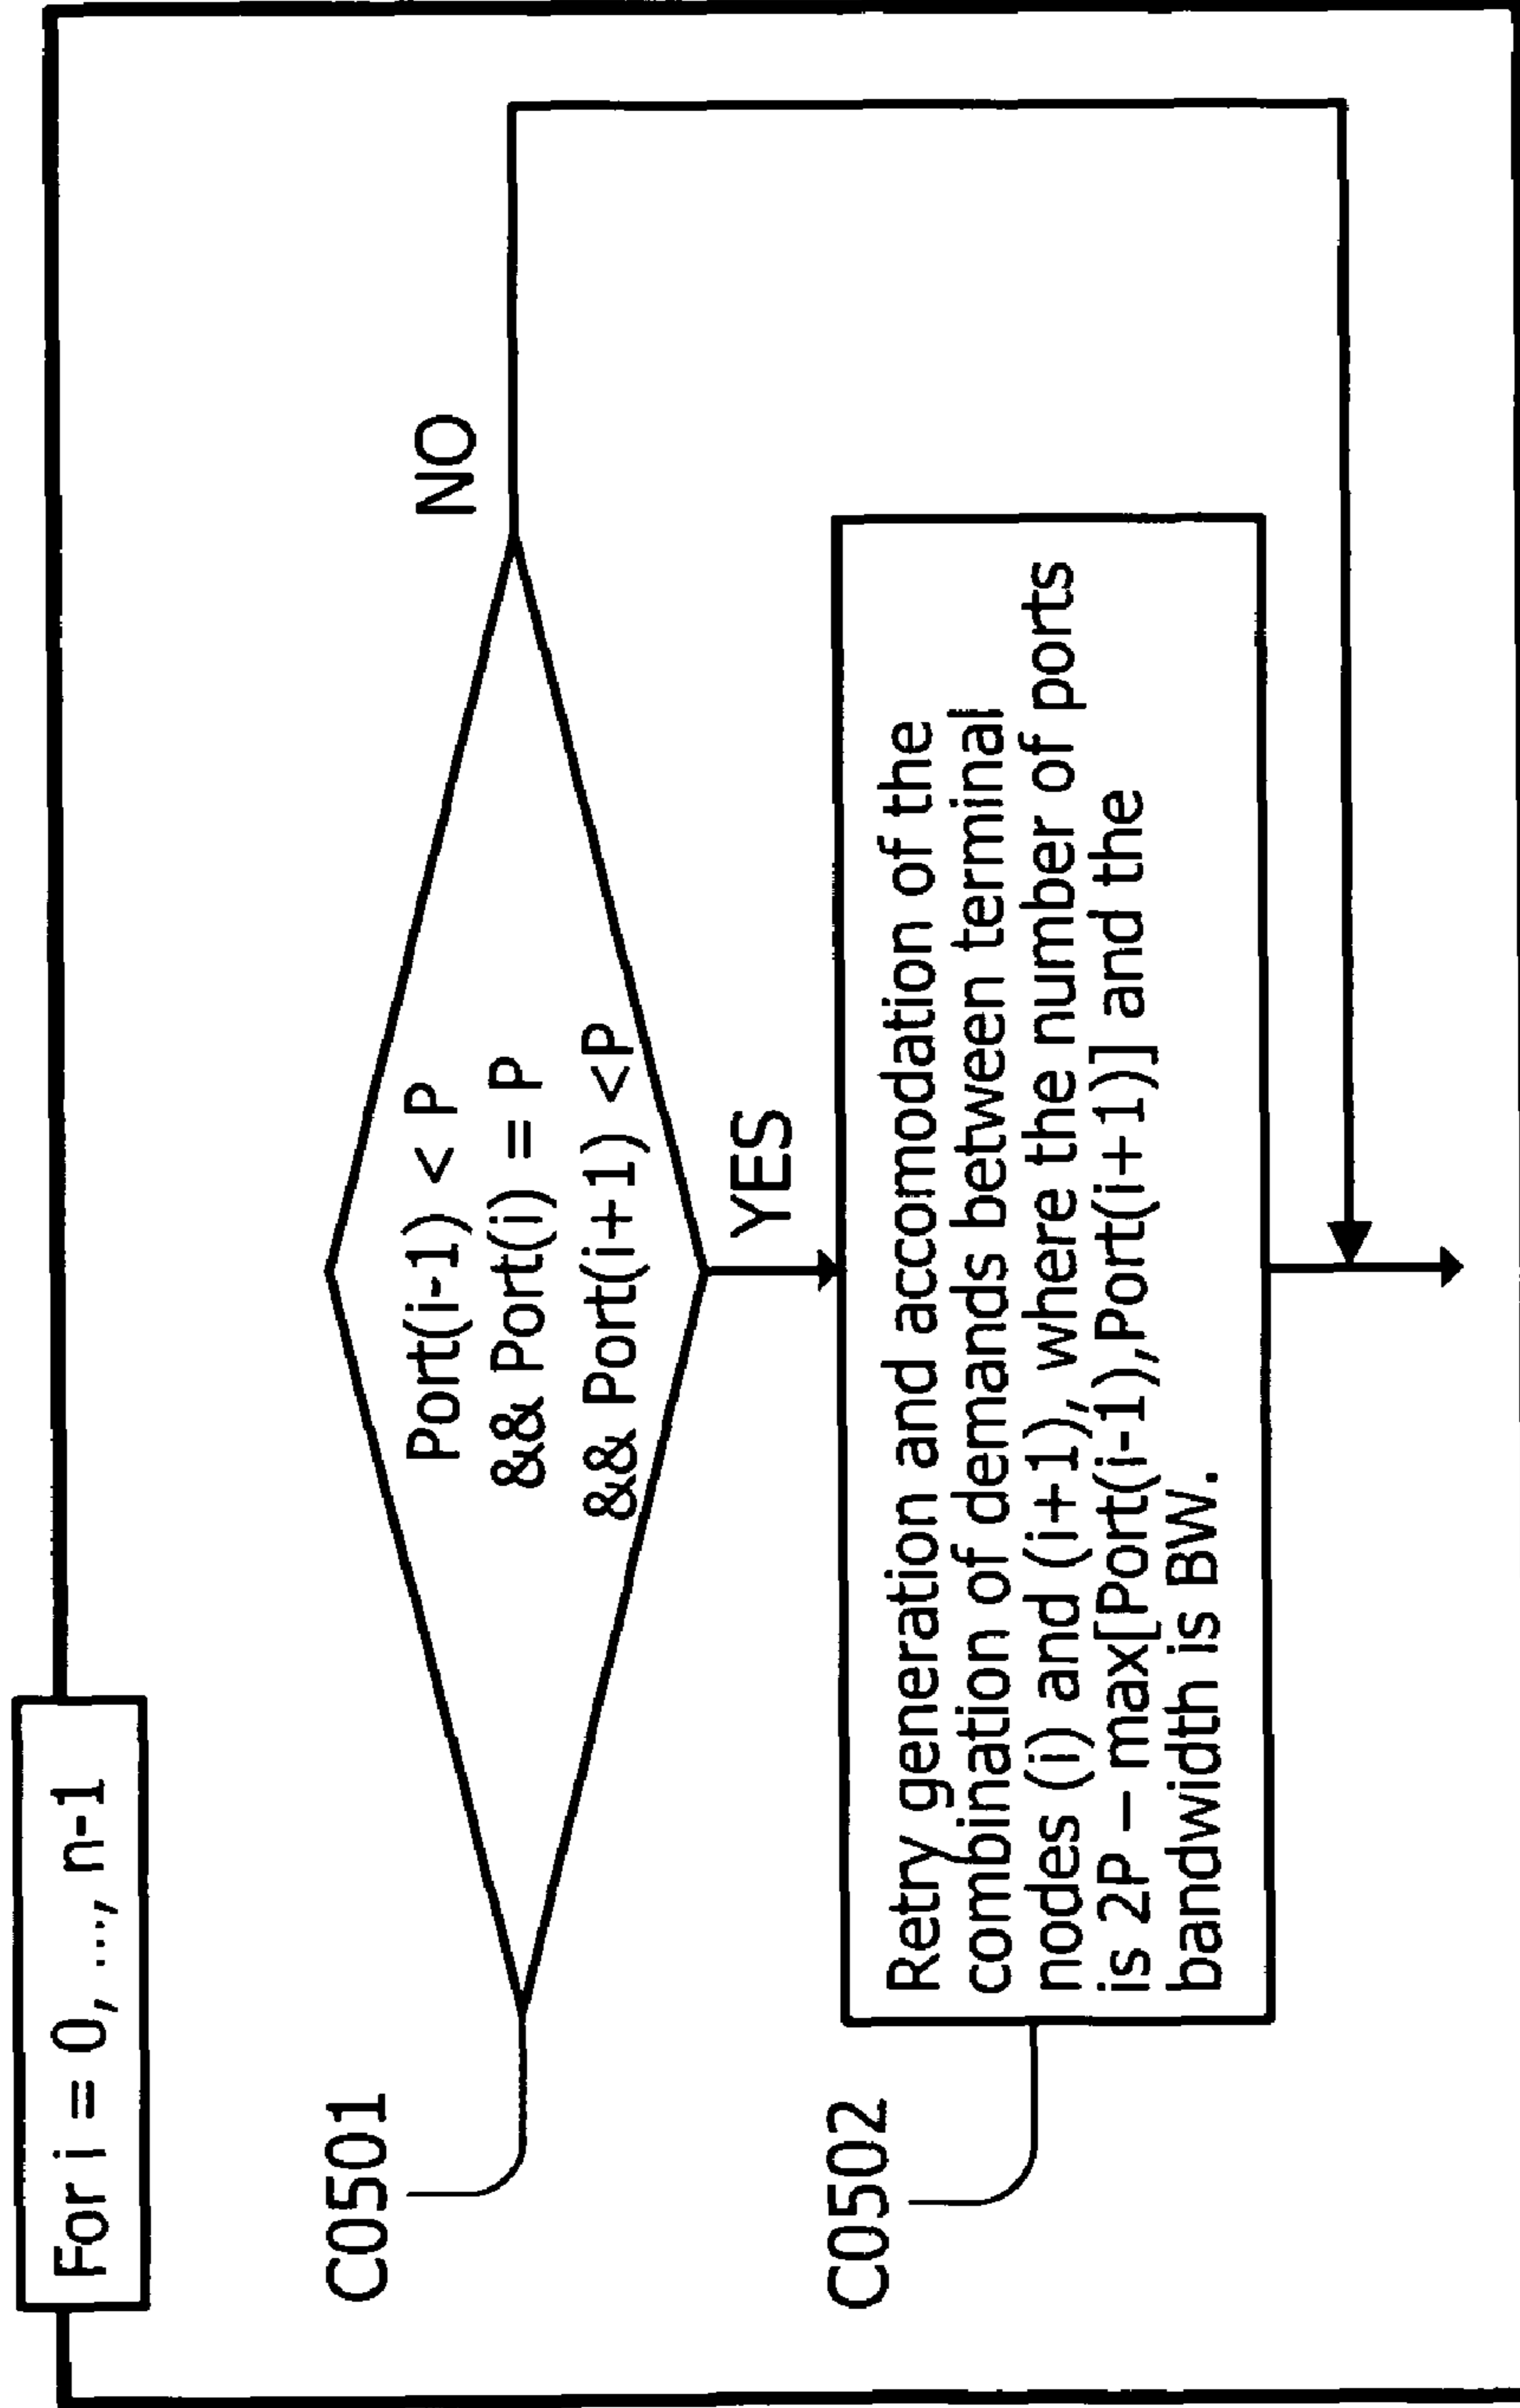 For i = 0, ..., n-1
C0501
Port(i-1) < P
&& Port(i) = P
&& Port(i+1) <P
NO
YES
C0502
Retry generation and accomodation of the
combination of demands between terminal
nodes (i) and (i+1), where the number of ports
is 2P – max[Port(i-1),Port(i+1)] and the
bandwidth is BW.